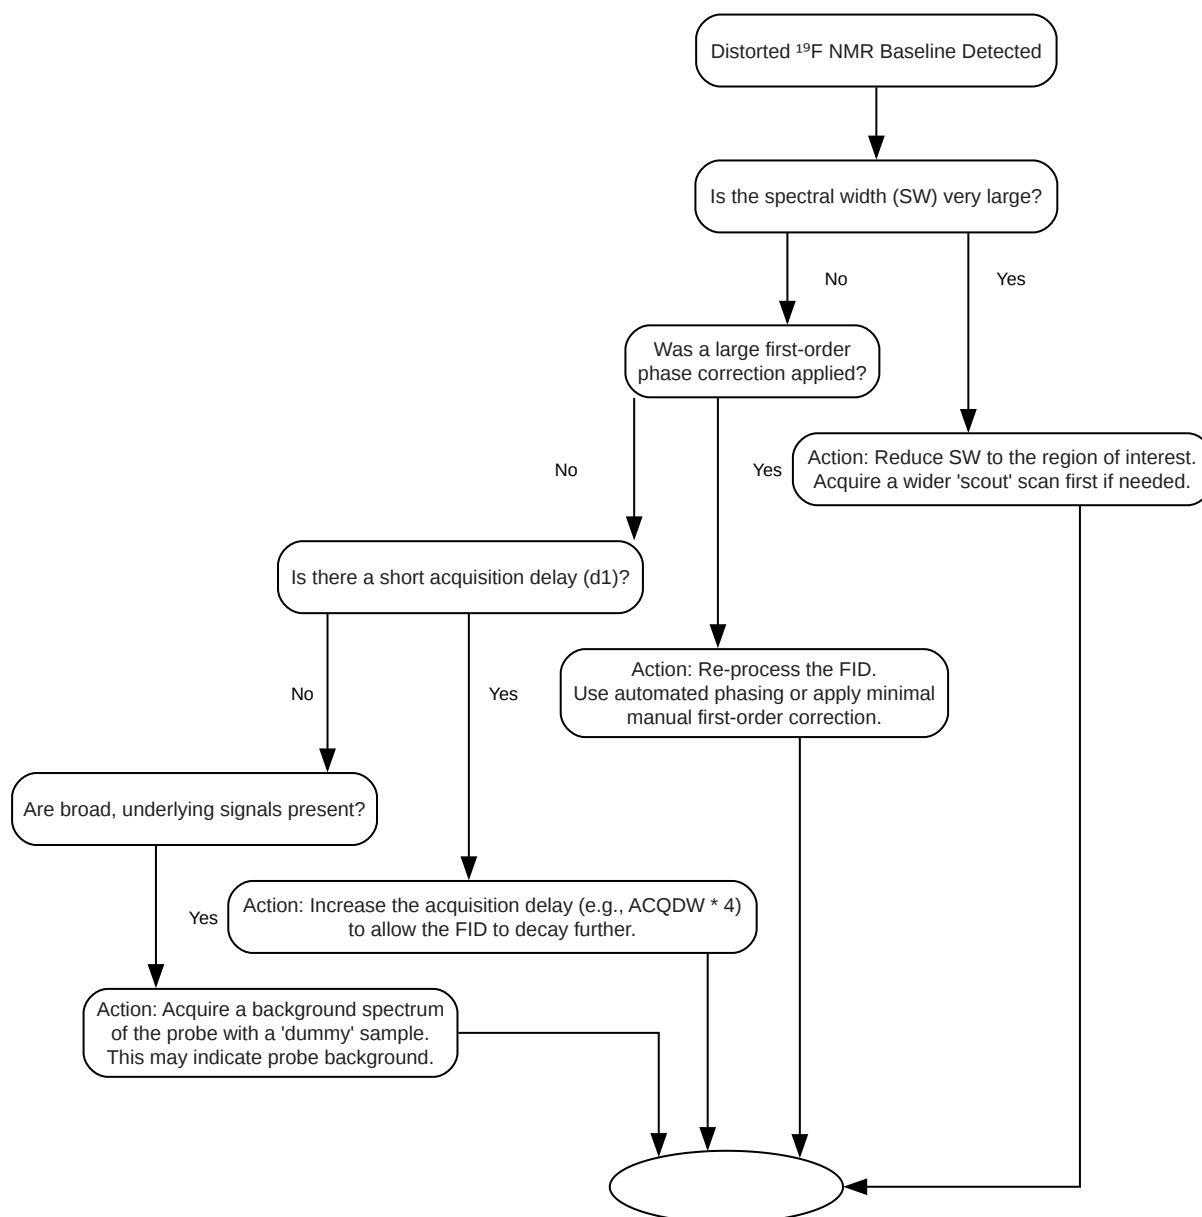 Distorted ¹⁹F NMR Baseline Detected
Is the spectral width (SW) very large?
No
Yes
Was a large first-order
phase correction applied?
Action: Reduce SW to the region of interest.
Acquire a wider 'scout' scan first if needed.
No
Yes
Is there a short acquisition delay (d1)?
Action: Re-process the FID.
Use automated phasing or apply minimal
manual first-order correction.
No
Yes
Are broad, underlying signals present?
Action: Increase the acquisition delay (e.g., ACQDW * 4)
to allow the FID to decay further.
Yes
Action: Acquire a background spectrum
of the probe with a 'dummy' sample.
This may indicate probe background.